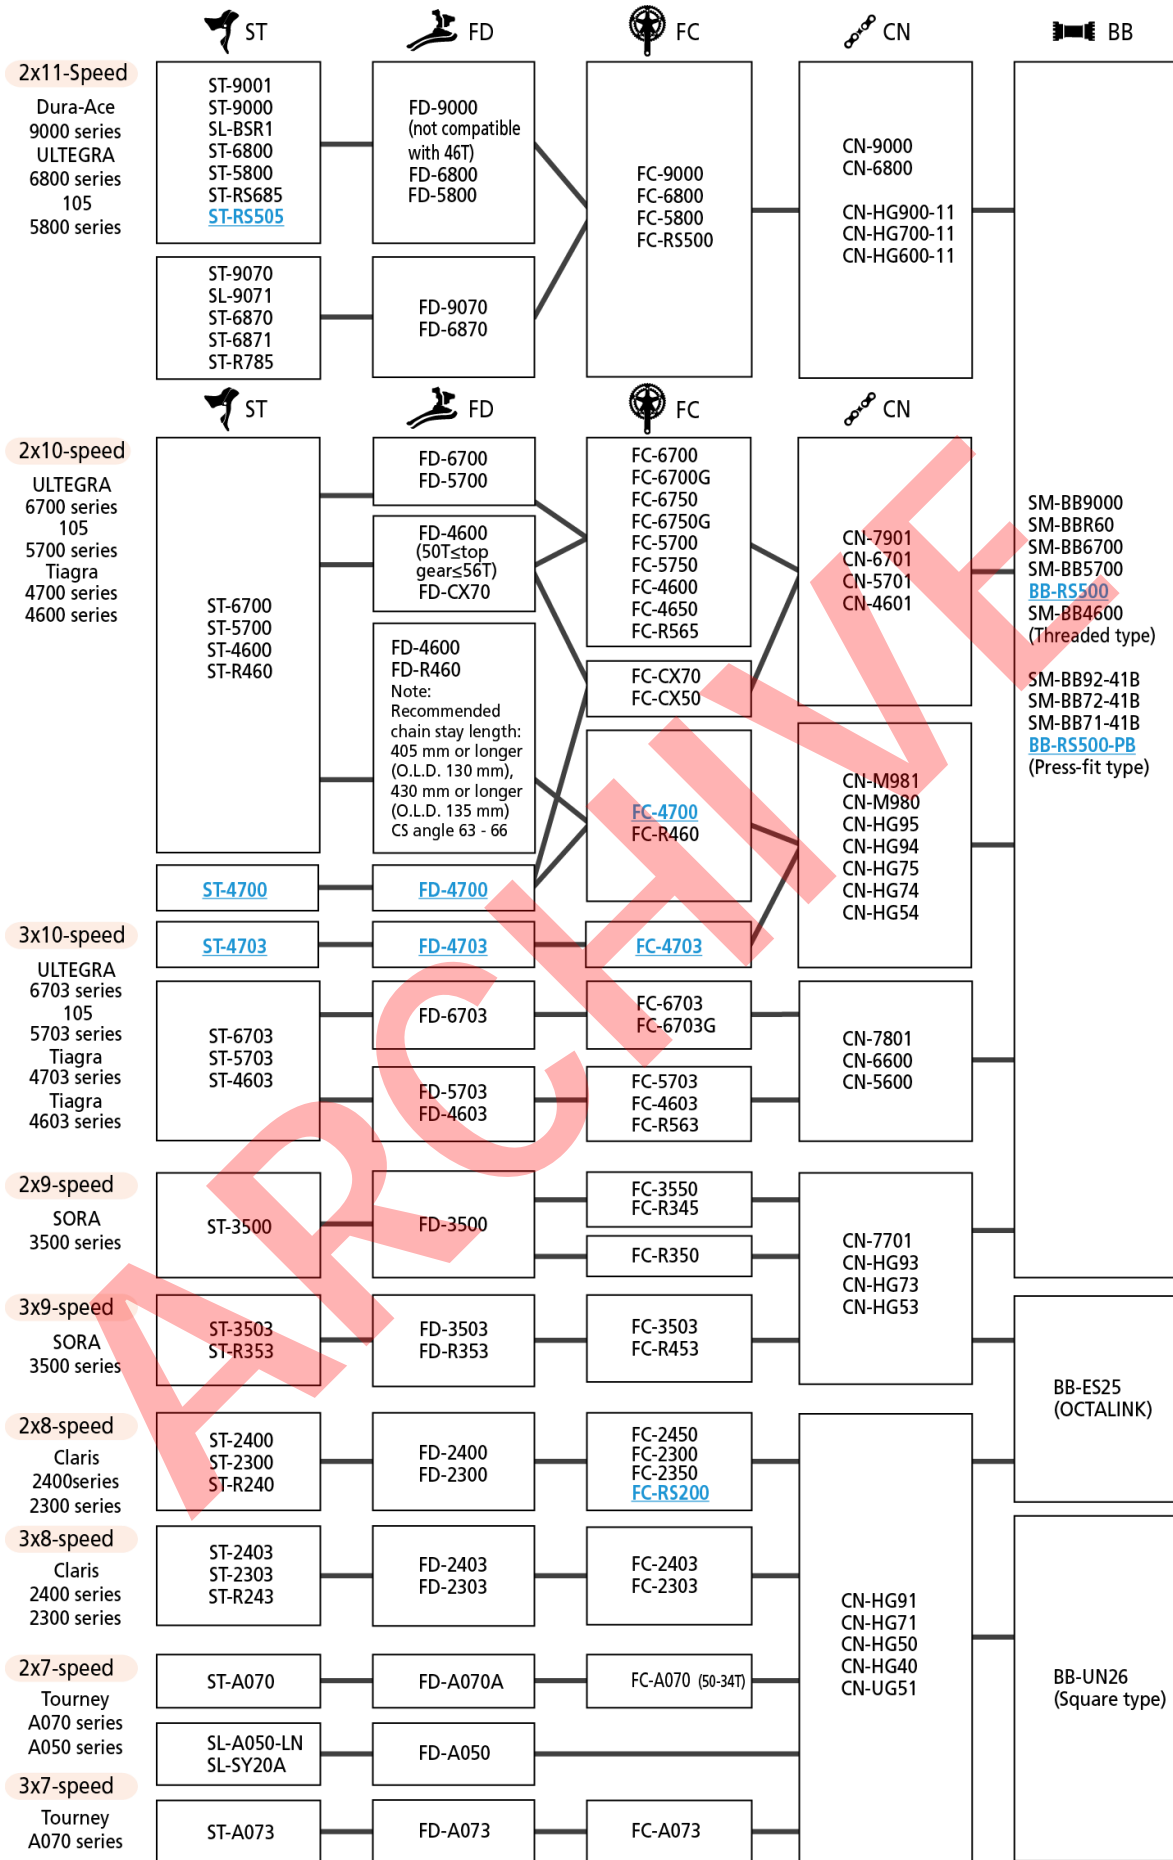 ST
FD
FC
CN
BB
2x11-Speed
Dura-Ace
9000 series
ULTEGRA
6800 series
105
5800 series
ST-9001
ST-9000
SL-BSR1
ST-6800
ST-5800
ST-RS685
ST-RS505
FD-9000
(not compatible
with 46T)
FD-6800
FD-5800
FC-9000
FC-6800
FC-5800
FC-RS500
CN-9000
CN-6800
CN-HG900-11
CN-HG700-11
CN-HG600-11
ST-9070
SL-9071
ST-6870
ST-6871
ST-R785
FD-9070
FD-6870
ST
FD
FC
CN
2x10-speed
ULTEGRA
6700 series
105
5700 series
Tiagra
4700 series
4600 series
ST-6700
ST-5700
ST-4600
ST-R460
FD-6700
FD-5700
FD-4600
(50T≤top
gear≤56T)
FD-CX70
FD-4600
FD-R460
Note:
Recommended
chain stay length:
405 mm or longer
(O.L.D. 130 mm),
430 mm or longer
(O.L.D. 135 mm)
CS angle 63 - 66
FC-6700
FC-6700G
FC-6750
FC-6750G
FC-5700
FC-5750
FC-4600
FC-4650
FC-R565
FC-CX70
FC-CX50
FC-4700
FC-R460
CN-7901
CN-6701
CN-5701
CN-4601
CN-M981
CN-M980
CN-HG95
CN-HG94
CN-HG75
CN-HG74
CN-HG54
SM-BB9000
SM-BBR60
SM-BB6700
SM-BB5700
BB-RS500
SM-BB4600
(Threaded type)
SM-BB92-41B
SM-BB72-41B
SM-BB71-41B
BB-RS500-PB
(Press-fit type)
ST-4700
FD-4700
3x10-speed
ULTEGRA
6703 series
105
5703 series
Tiagra
4703 series
Tiagra
4603 series
ST-4703
FD-4703
FC-4703
ST-6703
ST-5703
ST-4603
FD-6703
FC-6703
FC-6703G
FD-5703
FD-4603
FC-5703
FC-4603
FC-R563
CN-7801
CN-6600
CN-5600
2x9-speed
SORA
3500 series
ST-3500
FD-3500
FC-3550
FC-R345
FC-R350
CN-7701
CN-HG93
CN-HG73
CN-HG53
3x9-speed
SORA
3500 series
ST-3503
ST-R353
FD-3503
FD-R353
FC-3503
FC-R453
BB-ES25
(OCTALINK)
2x8-speed
Claris
2400series
2300 series
ST-2400
ST-2300
ST-R240
FD-2400
FD-2300
FC-2450
FC-2300
FC-2350
FC-RS200
3x8-speed
Claris
2400 series
2300 series
ST-2403
ST-2303
ST-R243
FD-2403
FD-2303
FC-2403
FC-2303
CN-HG91
CN-HG71
CN-HG50
CN-HG40
CN-UG51
BB-UN26
(Square type)
2x7-speed
Tourney
A070 series
A050 series
ST-A070
FD-A070A
FC-A070 (50-34T)
SL-A050-LN
SL-SY20A
FD-A050
3x7-speed
Tourney
A070 series
ST-A073
FD-A073
FC-A073
ARCHIVE